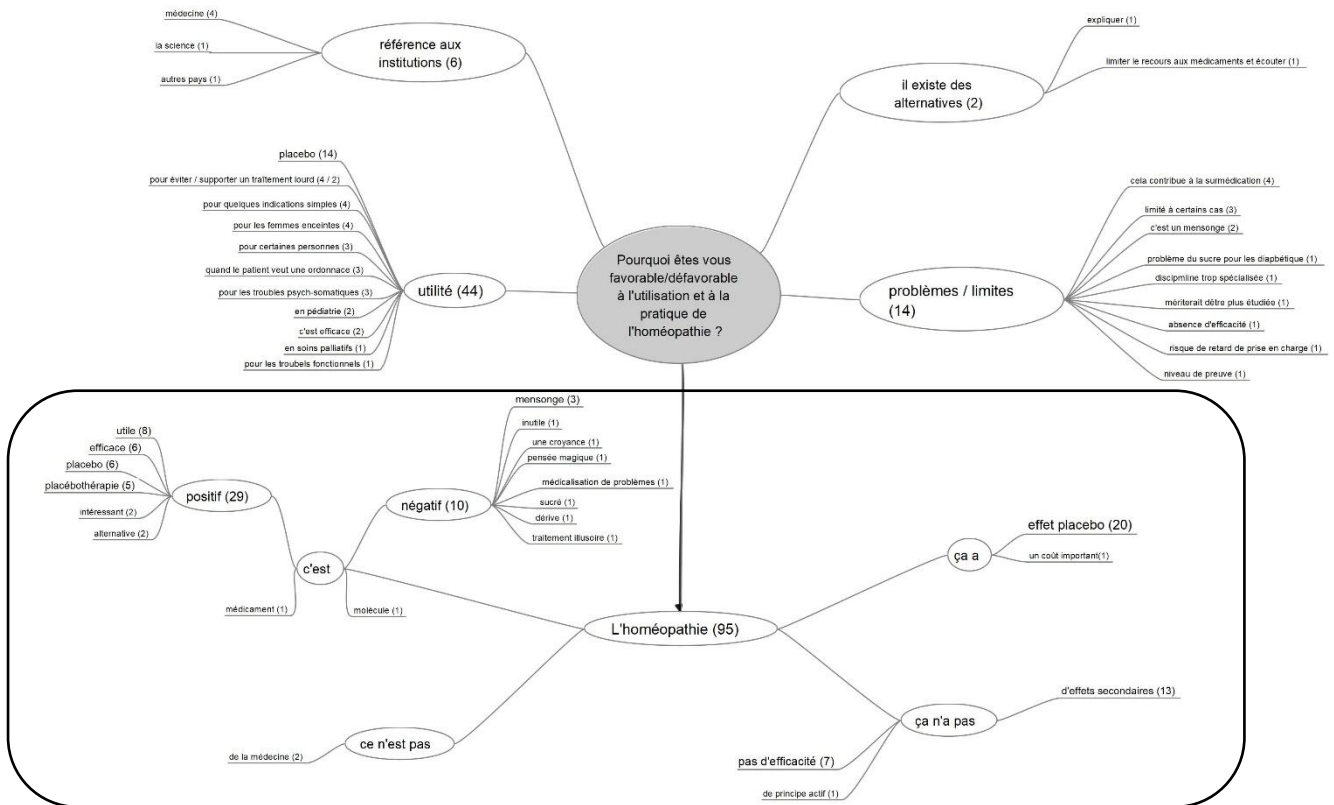 médecine (4)
la science (1)
autres pays (1)
référence aux
institutions (6)
expliquer (1)
limiter le recours aux médicaments et écouter (1)
il existe des
alternatives (2)
placebo (14)
pour éviter / supporter un traîtement lourd (4 / 2)
pour quelques indications simples (4)
pour les femmes enceintes (4)
pour certaines personnes (3)
quand le patient veut une ordonnace (3)
pour les troubles psych-somatiques (3)
en pédiatrie (2)
c'est efficace (2)
en soins palliatifs (1)
pour les troubels fonctionnels (1)
utilité (44)
Pourquoi êtes vous
favorable/défavorable
à l'utilisation et à la
pratique de
l'homéopathie ?
problèmes / limites
(14)
cela contribue à la surmédication (4)
limité à certains cas (3)
c'est un mensonge (2)
problème du sucre pour les diapbétique (1)
discipmline trop spécialisée (1)
mériterait dêtre plus étudiée (1)
absence d'efficacité (1)
risque de retard de prise en charge (1)
niveau de preuve (1)
utile (8)
efficace (6)
placebo (6)
placébothérapie (5)
intéressant (2)
alternative (2)
positif (29)
mensonge (3)
inutile (1)
une croyance (1)
pensée magique (1)
médicalisation de problèmes (1)
sucré (1)
dérive (1)
traitement illusoire (1)
négatif (10)
c'est
médicament (1)
molécule (1)
L'homéopathie (95)
ça a
effet placebo (20)
un coût important(1)
ce n'est pas
de la médecine (2)
ça n'a pas
d'effets secondaires (13)
pas d'efficacité (7)
de principe actif (1)